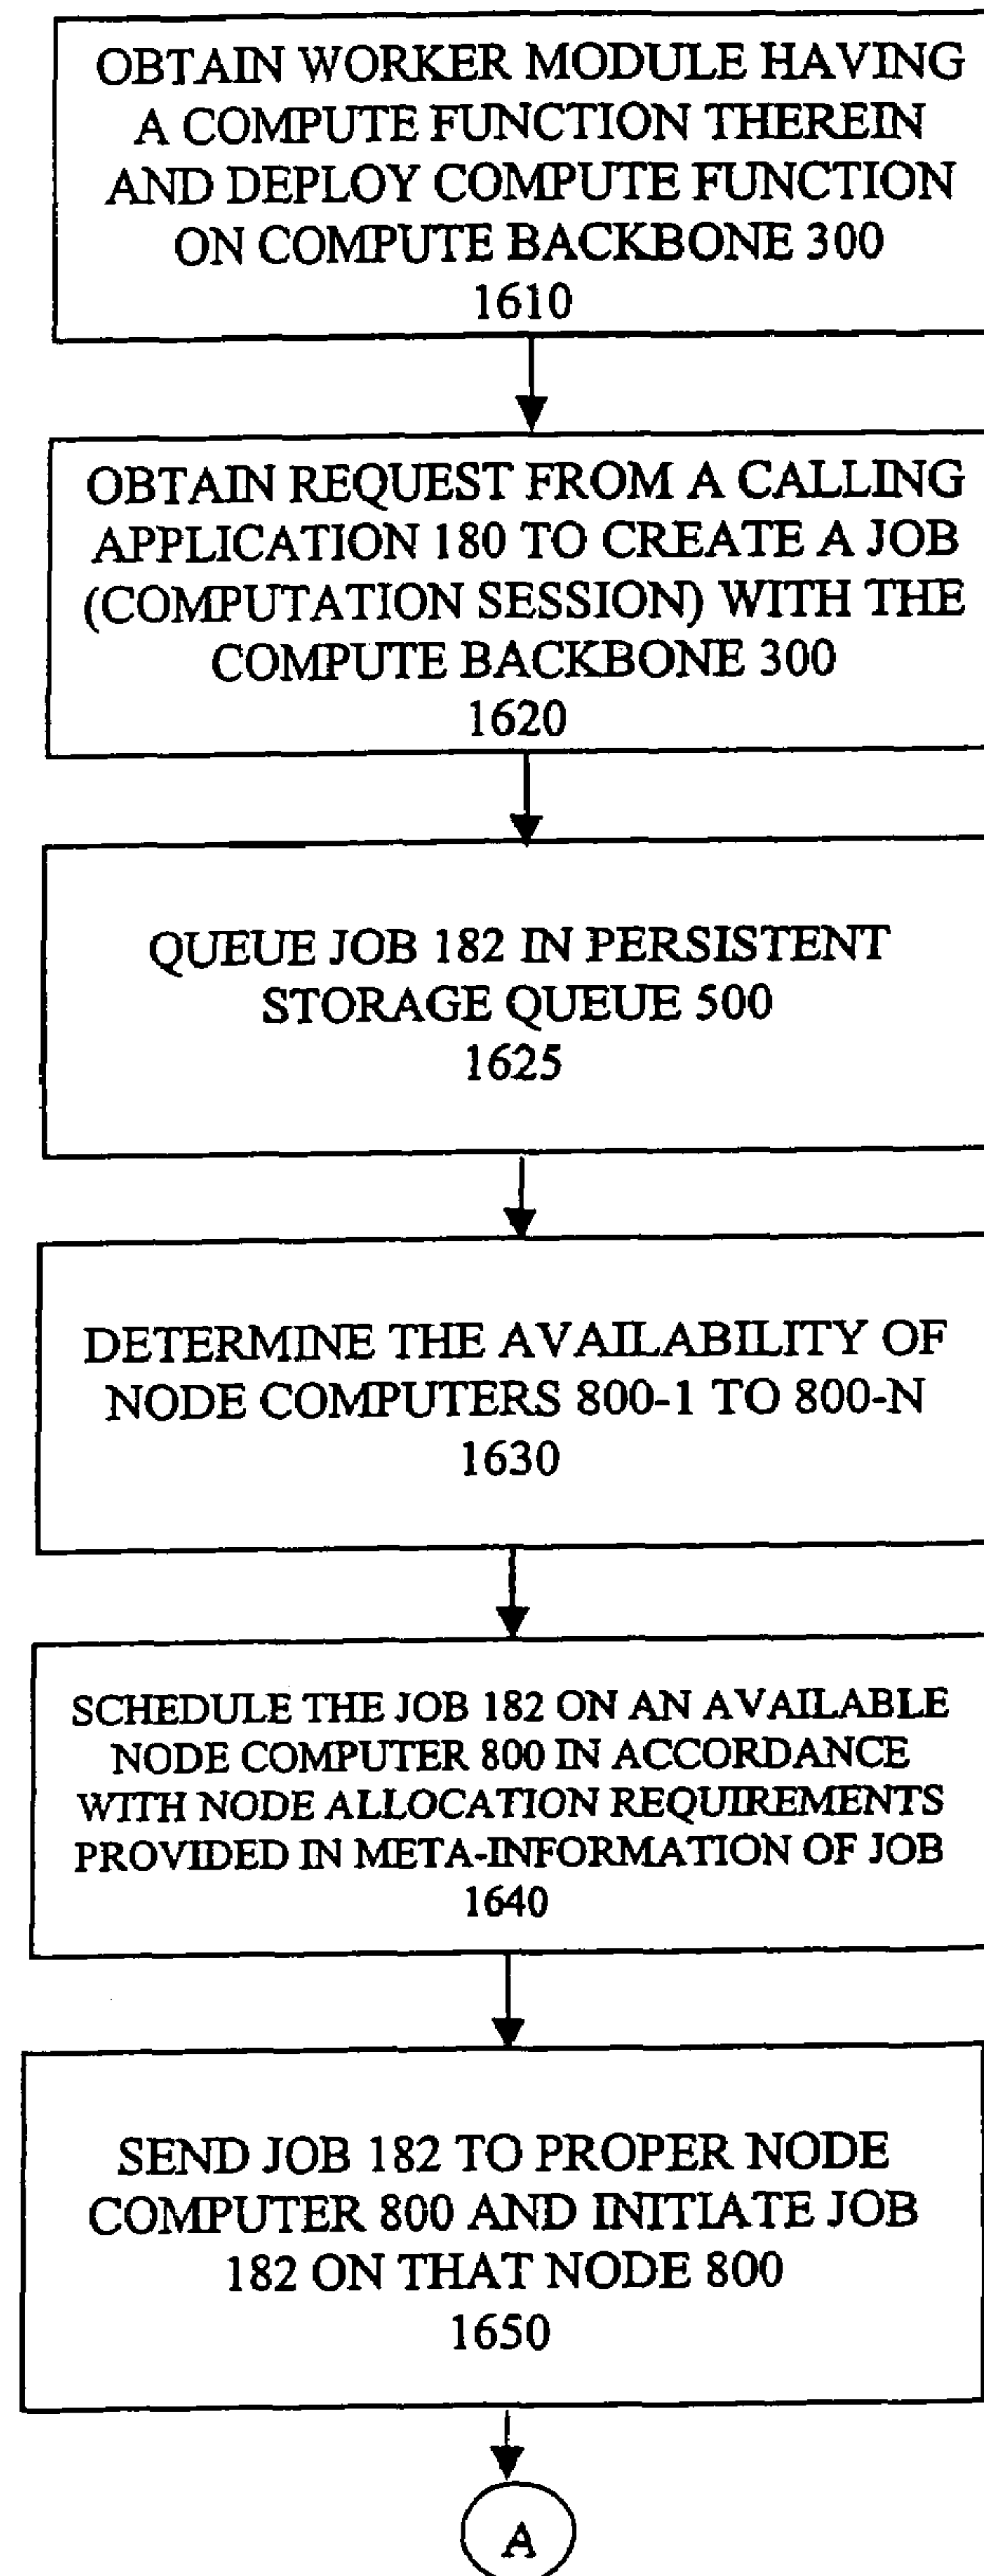 OBTAIN WORKER MODULE HAVING
A COMPUTE FUNCTION THEREIN
AND DEPLOY COMPUTE FUNCTION
ON COMPUTE BACKBONE 300
1610
OBTAIN REQUEST FROM A CALLING
APPLICATION 180 TO CREATE A JOB
(COMPUTATION SESSION) WITH THE
COMPUTE BACKBONE 300
1620
QUEUE JOB 182 IN PERSISTENT
STORAGE QUEUE 500
1625
DETERMINE THE AVAILABILITY OF
NODE COMPUTERS 800-1 TO 800-N
1630
SCHEDULE THE JOB 182 ON AN AVAILABLE
NODE COMPUTER 800 IN ACCORDANCE
WITH NODE ALLOCATION REQUIREMENTS
PROVIDED IN META-INFORMATION OF JOB
1640
SEND JOB 182 TO PROPER NODE
COMPUTER 800 AND INITIATE JOB
182 ON THAT NODE 800
1650
A